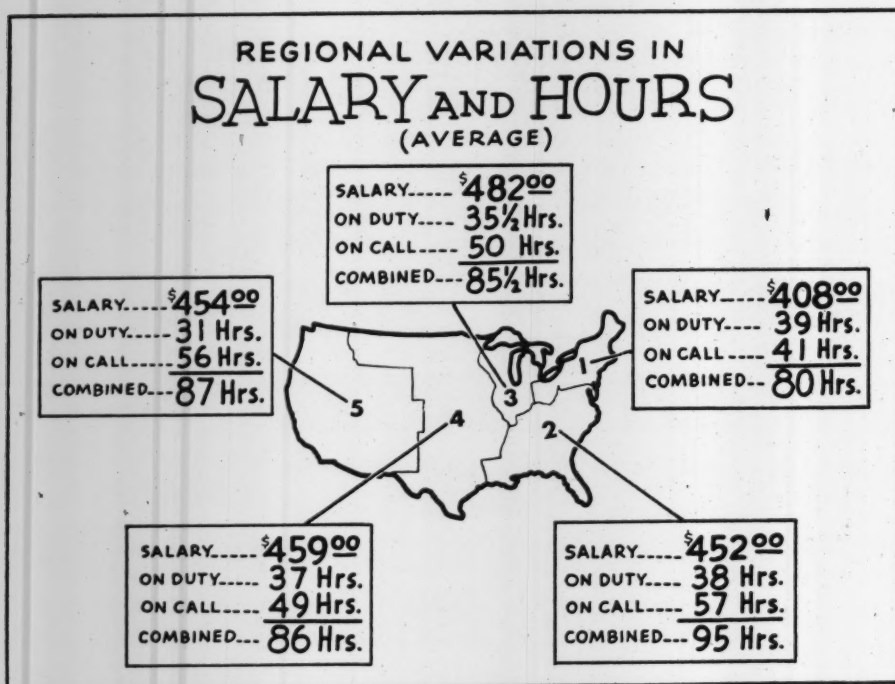 REGIONAL VARIATIONS IN
SALARY AND HOURS
(AVERAGE)
SALARY----- $482 00
ON DUTY---- 35½ Hrs.
ON CALL---- 50 Hrs.
COMBINED--- 85½ Hrs.
SALARY----- $454 00
ON DUTY---- 31 Hrs.
ON CALL---- 56 Hrs.
COMBINED--- 87 Hrs.
SALARY----- $408 00
ON DUTY---- 39 Hrs.
ON CALL---- 41 Hrs.
COMBINED--- 80 Hrs.
1
5
3
4
2
SALARY----- $459 00
ON DUTY----- 37 Hrs.
ON CALL---- 49 Hrs.
COMBINED--- 86 Hrs.
SALARY----- $452 00
ON DUTY----- 38 Hrs.
ON CALL---- 57 Hrs.
COMBINED--- 95 Hrs.